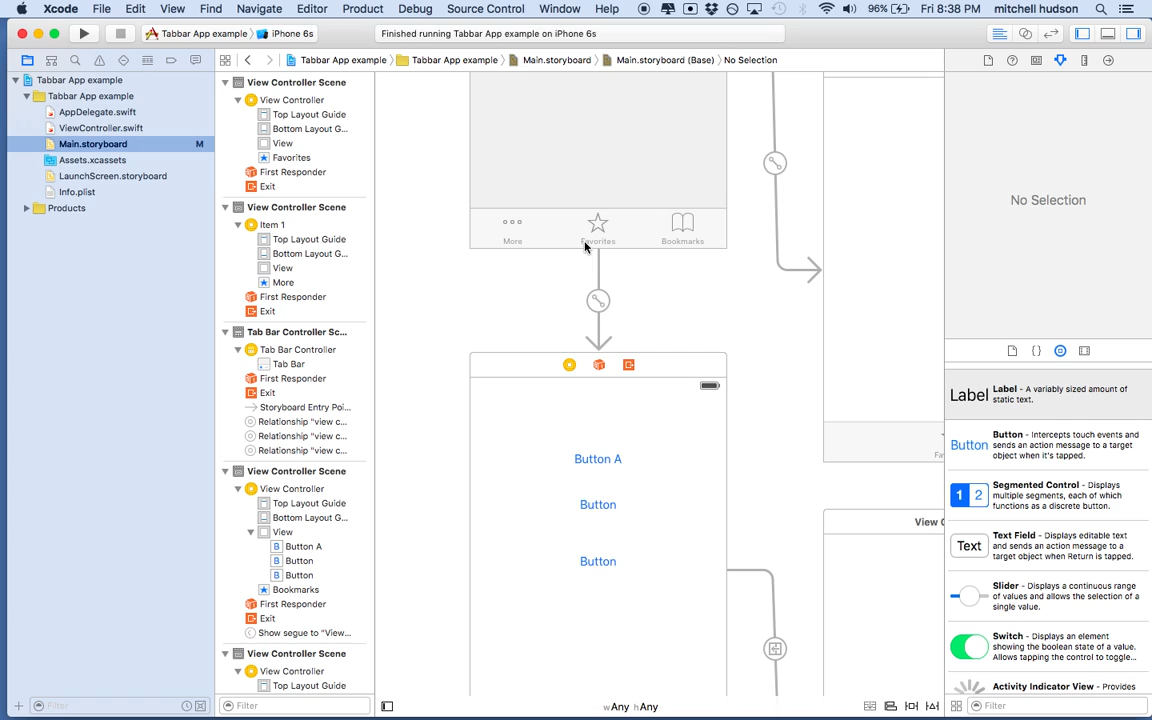 Xcode File Edit View Find Navigate Editor Product Debug Source Control Window Help 96% Fri 8:38 PM mitchell hudson
Tabbar App example iPhone 6s
Finished running Tabbar App example on iPhone 6s
Tabbar App example Tabbar App example Main.storyboard Main.storyboard (Base) No Selection
Tabbar App example
Tabbar App example
AppDelegate.swift
ViewController.swift
Main.storyboard M
Assets.xcassets
LaunchScreen.storyboard
Info.plist
Products
Filter
View Controller Scene
View Controller
Top Layout Guide
Bottom Layout G...
View
Favorites
First Responder
Exit
View Controller Scene
Item 1
Top Layout Guide
Bottom Layout G...
View
More
First Responder
Exit
Tab Bar Controller Sc...
Tab Bar Controller
Tab Bar
First Responder
Exit
Storyboard Entry Poi...
Relationship "view c...
Relationship "view c...
Relationship "view c...
View Controller Scene
View Controller
Top Layout Guide
Bottom Layout G...
View
B Button A
B Button
B Button
Bookmarks
First Responder
Exit
Show segue to "View...
View Controller Scene
View Controller
Top Layout Guide
Filter
More Favorites Bookmarks
Button A
Button
Button
Fa
View C
wAny hAny
No Selection
Label
Label - A variably sized amount of
static text.
Button
Button - Intercepts touch events and
sends an action message to a target
object when it's tapped.
1 2
Segmented Control - Displays
multiple segments, each of which
functions as a discrete button.
Text
Text Field - Displays editable text
and sends an action message to a
target object when Return is tapped.
Slider - Displays a continuous range
of values and allows the selection of a
single value.
Switch - Displays an element
showing the boolean state of a value.
Allows tapping the control to toggle...
Activity Indicator View - Provides
Filter